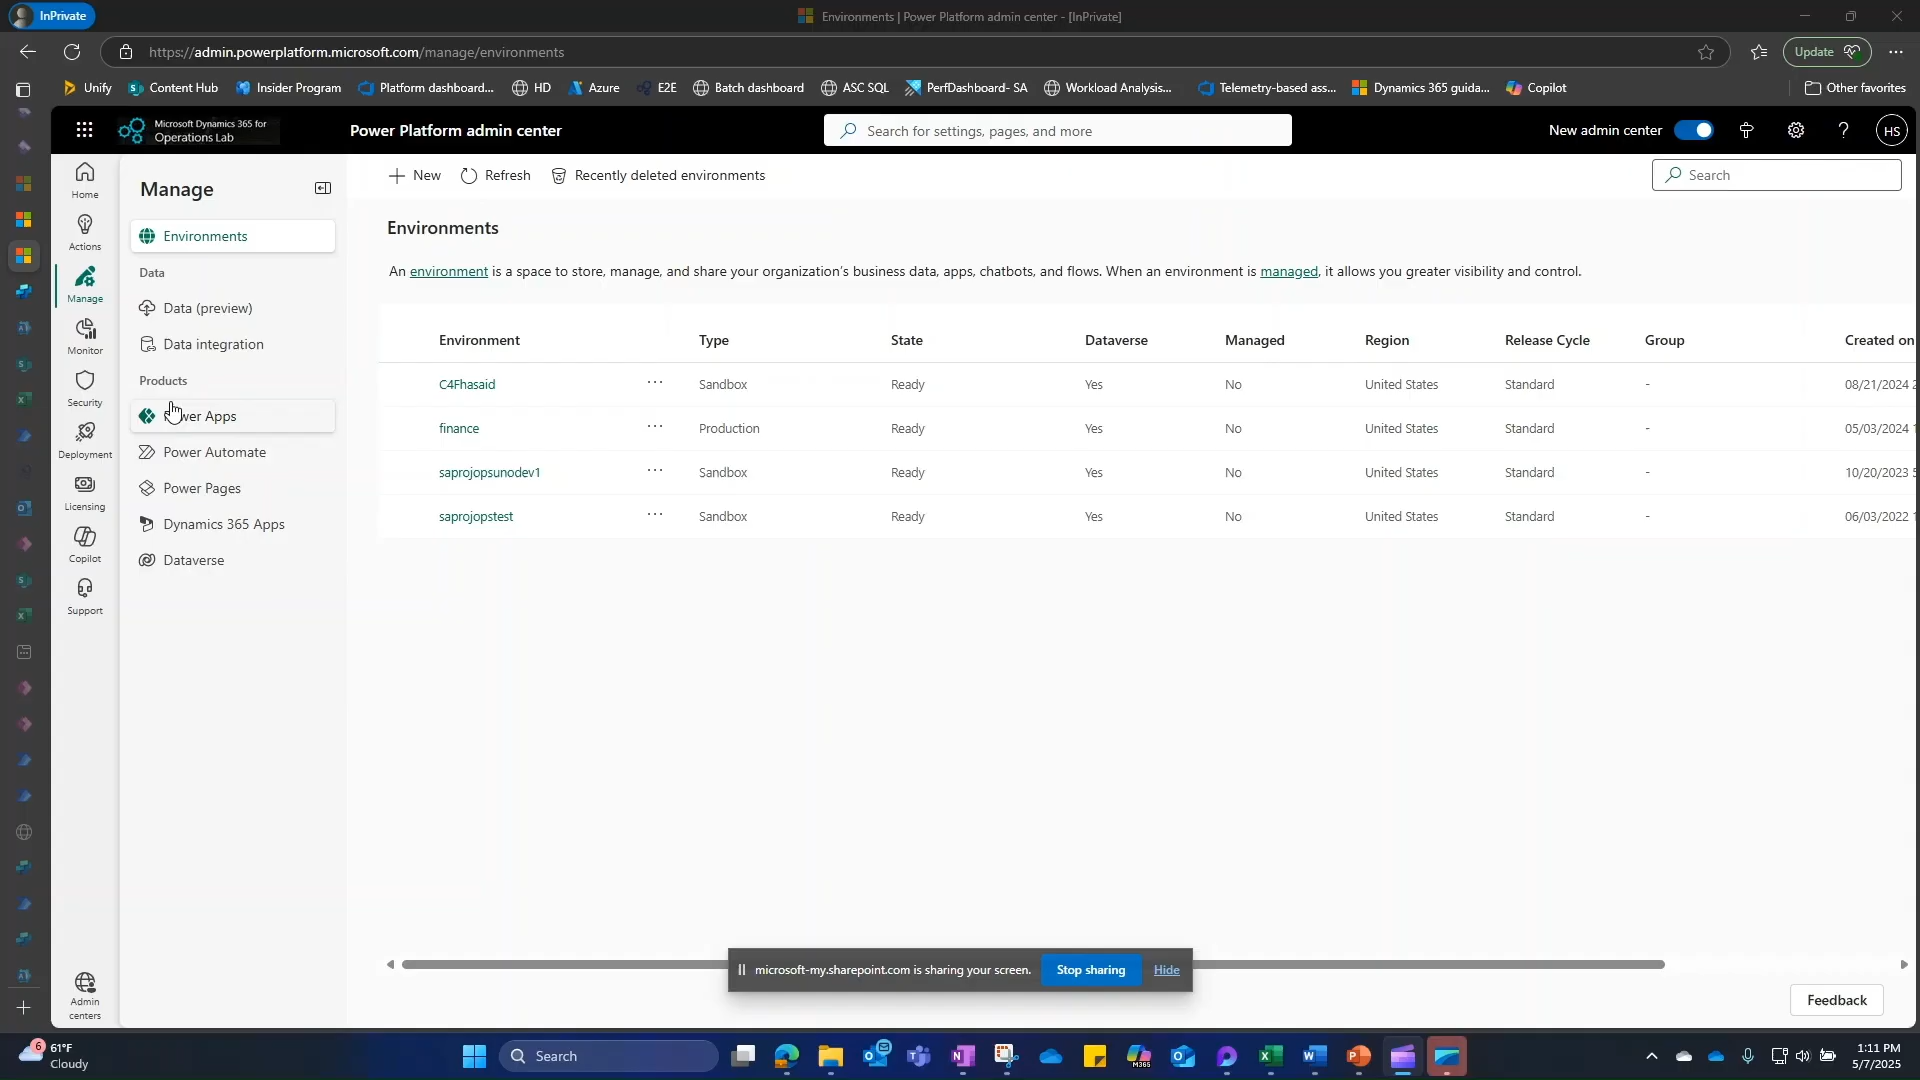 InPrivate
Environments | Power Platform admin center - [InPrivate]
https://admin.powerplatform.microsoft.com/manage/environments
Update
Unify
Content Hub
Insider Program
Platform dashboard...
HD
Azure
E2E
Batch dashboard
ASC SQL
PerfDashboard- SA
Workload Analysis...
Telemetry-based ass...
Dynamics 365 guida...
Copilot
Other favorites
Microsoft Dynamics 365 for
Operations Lab
Power Platform admin center
Search for settings, pages, and more
New admin center
HS
Home
Actions
Manage
Monitor
Security
Deployment
Licensing
Copilot
Support
Admin
centers
Manage
Environments
Data
Data (preview)
Data integration
Products
Power Apps
Power Automate
Power Pages
Dynamics 365 Apps
Dataverse
New
Refresh
Recently deleted environments
Search
Environments
An environment is a space to store, manage, and share your organization's business data, apps, chatbots, and flows. When an environment is managed, it allows you greater visibility and control.
Environment Type State Dataverse Managed Region Release Cycle Group Created on
C4Fhasaid ... Sandbox Ready Yes No United States Standard - 08/21/2024 2
finance ... Production Ready Yes No United States Standard - 05/03/2024 1
saprojopsunodev1 ... Sandbox Ready Yes No United States Standard - 10/20/2023 5
saprojopstest ... Sandbox Ready Yes No United States Standard - 06/03/2022 1
microsoft-my.sharepoint.com is sharing your screen.
Stop sharing
Hide
Feedback
6
61°F
Cloudy
Search
M365
1:11 PM
5/7/2025